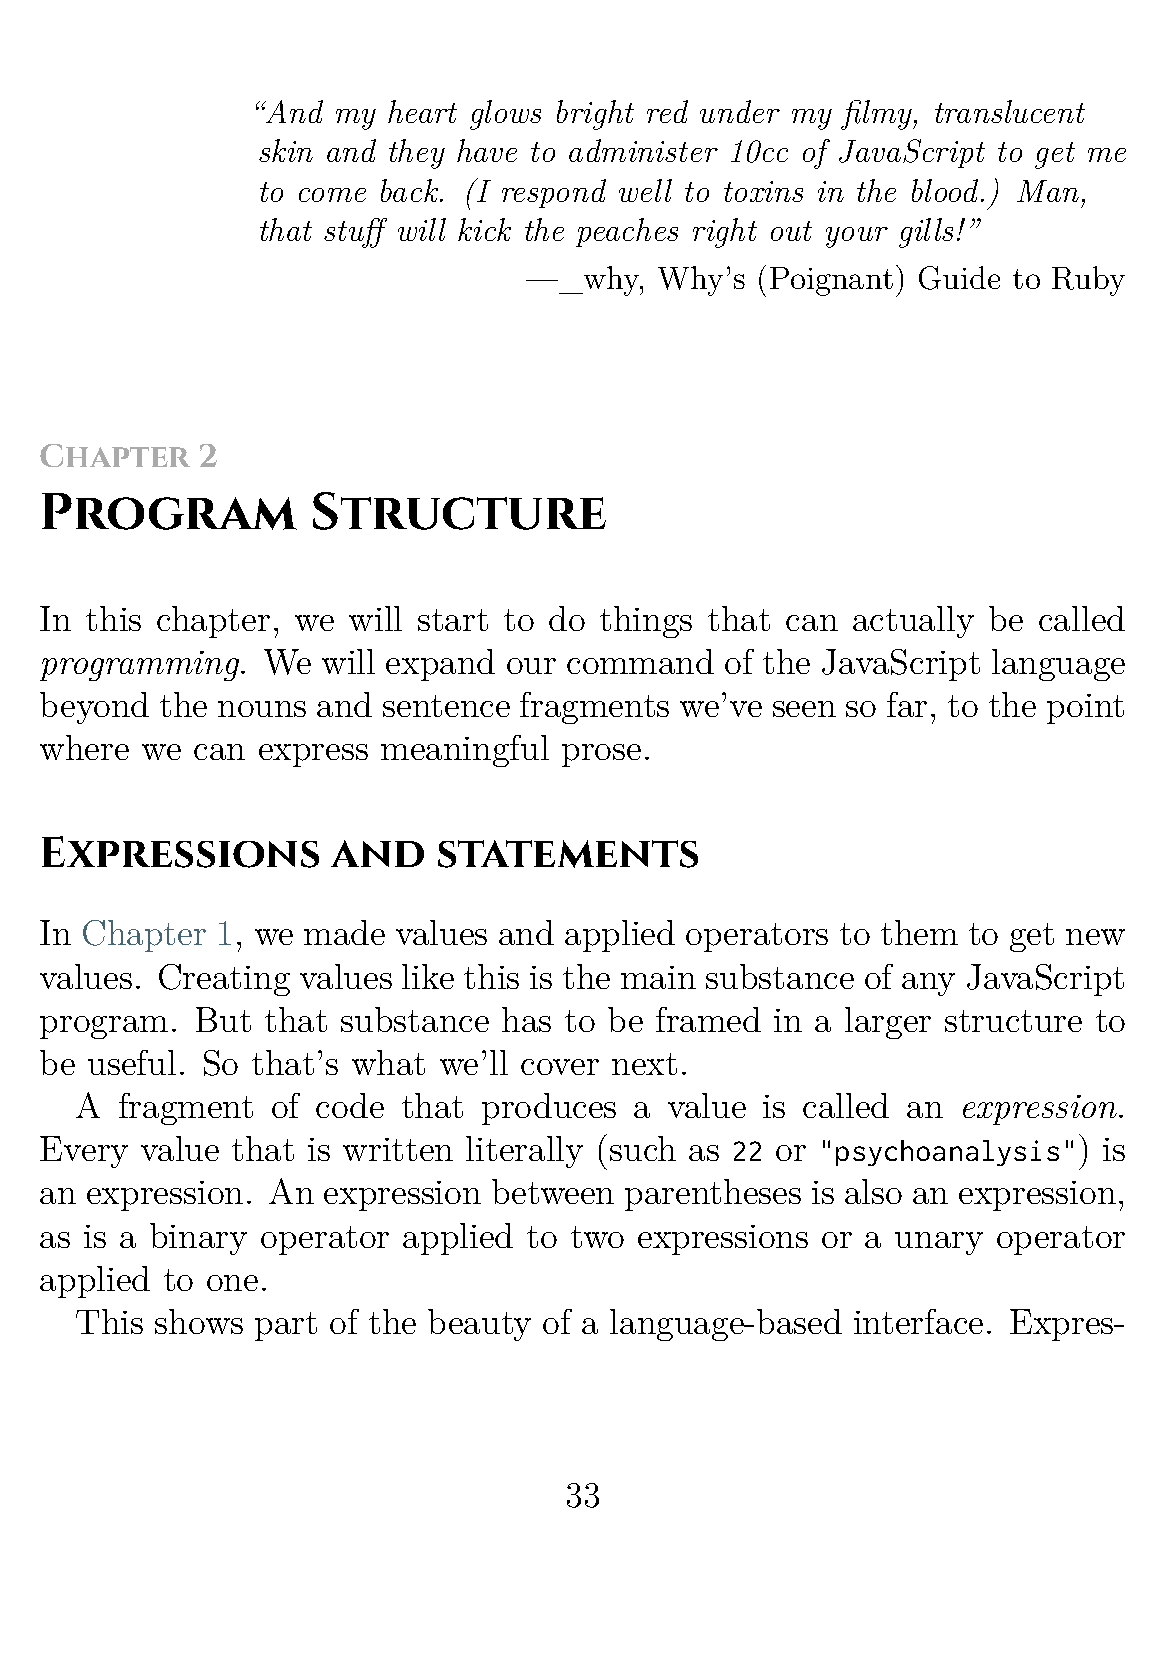 “And my heart glows bright red under my filmy, translucent
skin and they have to administer 10cc of JavaScript to get me
to come back. (I respond well to toxins in the blood.) Man,
that stuff will kick the peaches right out your gills!”
—_why, Why’s (Poignant) Guide to Ruby
Chapter 2
Program Structure
In this chapter, we will start to do things that can actually be called
programming. We will expand our command of the JavaScript language
beyond the nouns and sentence fragments we’ve seen so far, to the point
where we can express meaningful prose.
Expressions and statements
In Chapter 1, we made values and applied operators to them to get new
values. Creating values like this is the main substance of any JavaScript
program. But that substance has to be framed in a larger structure to
be useful. So that’s what we’ll cover next.
A fragment of code that produces a value is called an expression.
Every value that is written literally (such as 22 or "psychoanalysis") is
an expression. An expression between parentheses is also an expression,
as is a binary operator applied to two expressions or a unary operator
applied to one.
This shows part of the beauty of a language-based interface. Expres-
33